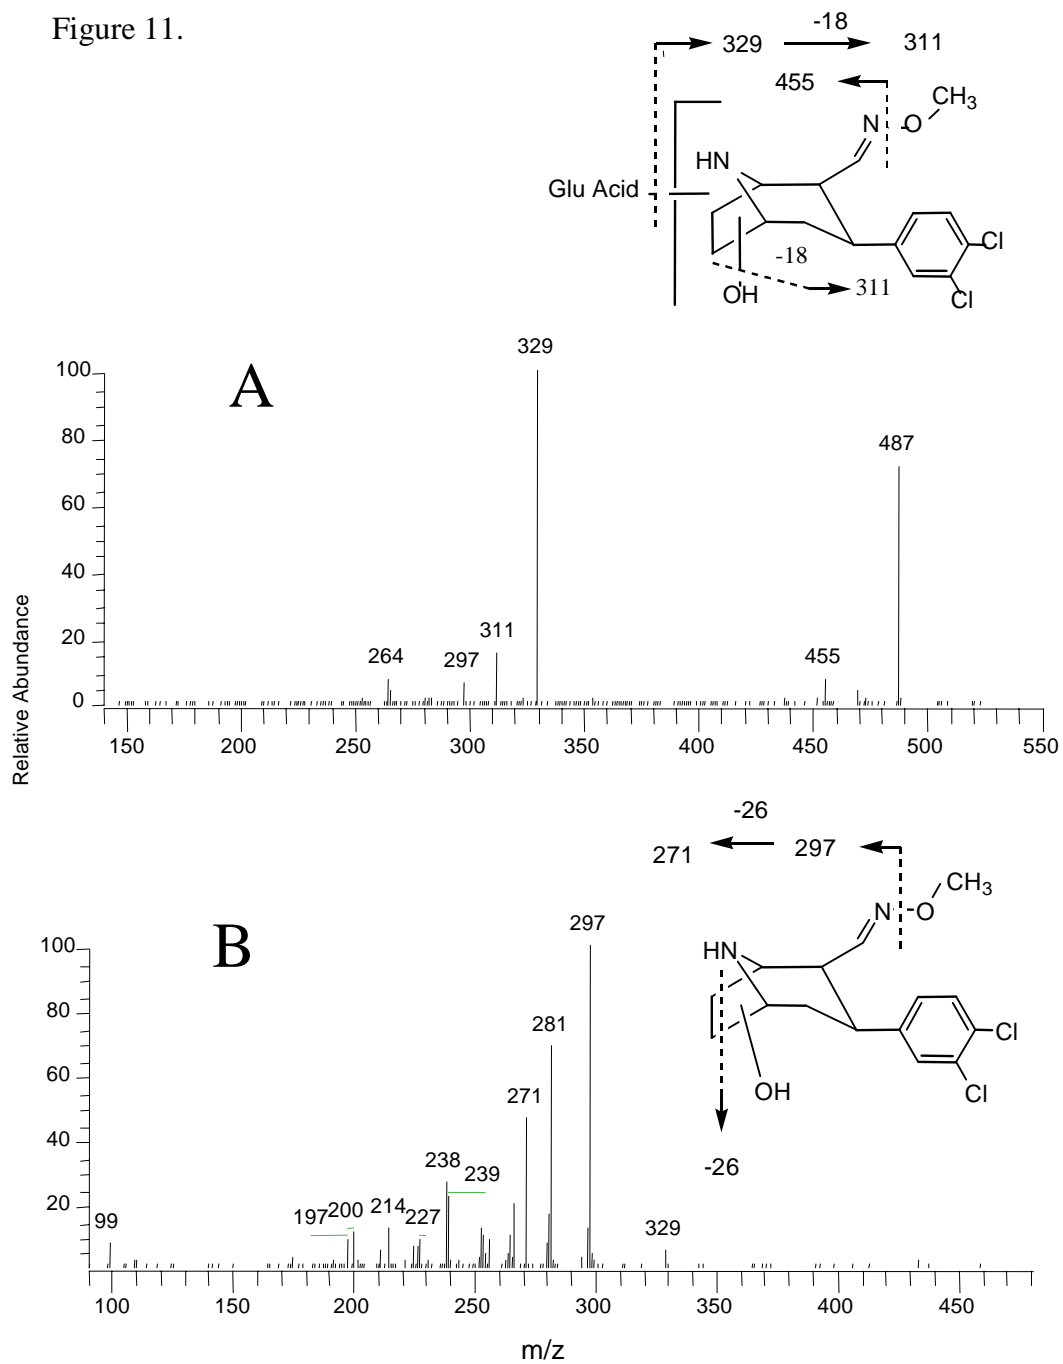 Figure 11.
-18
329
311
455
CH3
N
O
HN
Glu Acid
Cl
-18
OH
311
Cl
329
100
A
487
80
60
40
311
20
264
297
455
0
150
200
250
300
350
400
450
500
550
Relative Abundance
-26
271
297
CH3
N
O
297
B
100
HN
80
281
Cl
60
271
OH
Cl
40
-26
238
239
20
197
200
214
227
99
329
100
150
200
250
300
350
400
450
m/z